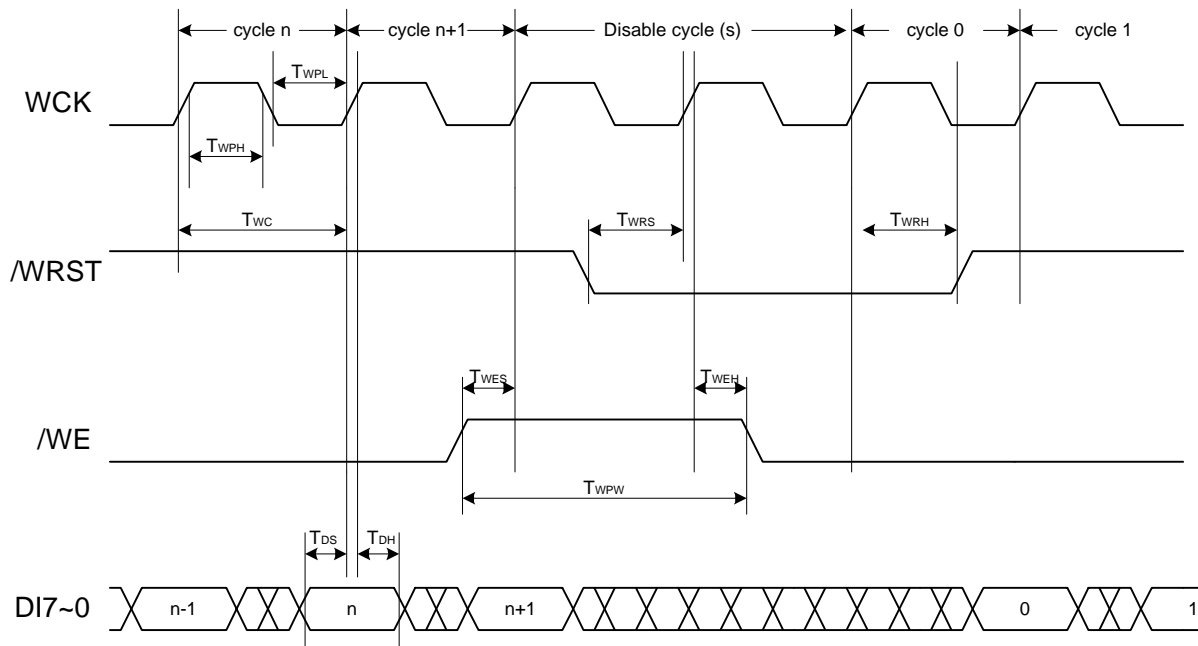 cycle n cycle n+1 Disable cycle (s) cycle 0 cycle 1
TWPL
WCK
TWPH
TWC TWRS TWRH
/WRST
TWES TWEH
/WE
TWPW
TDS TDH
DI7~0 n-1 n n+1 0 1